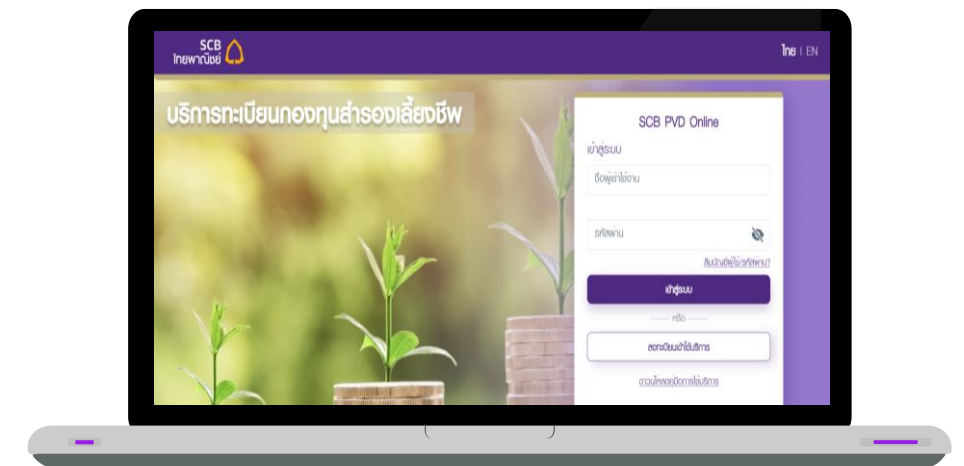 SCB
ไทยพาณิชย์
ไทย | EN
บริการทะเบียนกองทุนสำรองเลี้ยงชีพ
SCB PVD Online
เข้าสู่ระบบ
ชื่อผู้เข้าใช้งาน
รหัสผ่าน
ลืมบัญชีผู้ใช้/รหัสผ่าน?
เข้าสู่ระบบ
หรือ
ลงทะเบียนเข้าใช้บริการ
ดาวน์โหลดคู่มือการใช้บริการ